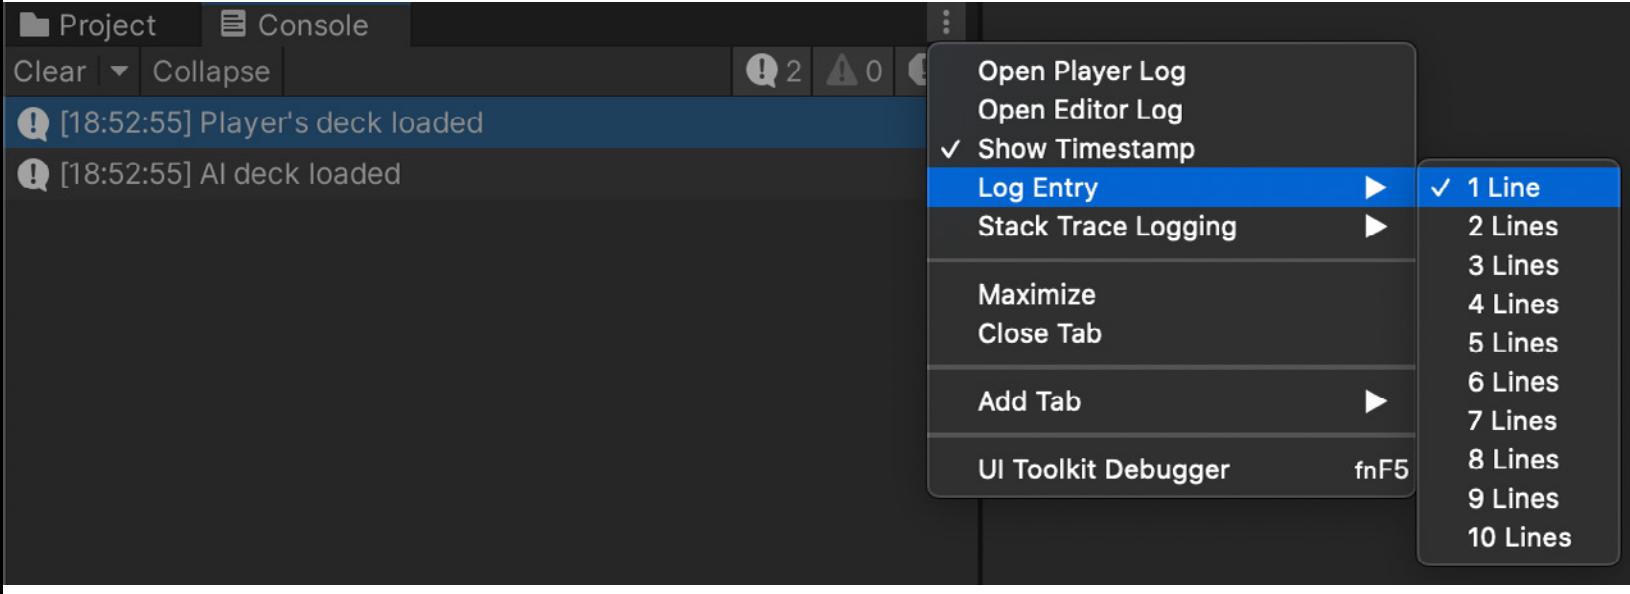 Project Console
Clear Collapse 2 0
[18:52:55] Player's deck loaded
[18:52:55] AI deck loaded
Open Player Log
Open Editor Log
✓ Show Timestamp
Log Entry
Stack Trace Logging
Maximize
Close Tab
Add Tab
UI Toolkit Debugger fnF5
✓ 1 Line
2 Lines
3 Lines
4 Lines
5 Lines
6 Lines
7 Lines
8 Lines
9 Lines
10 Lines